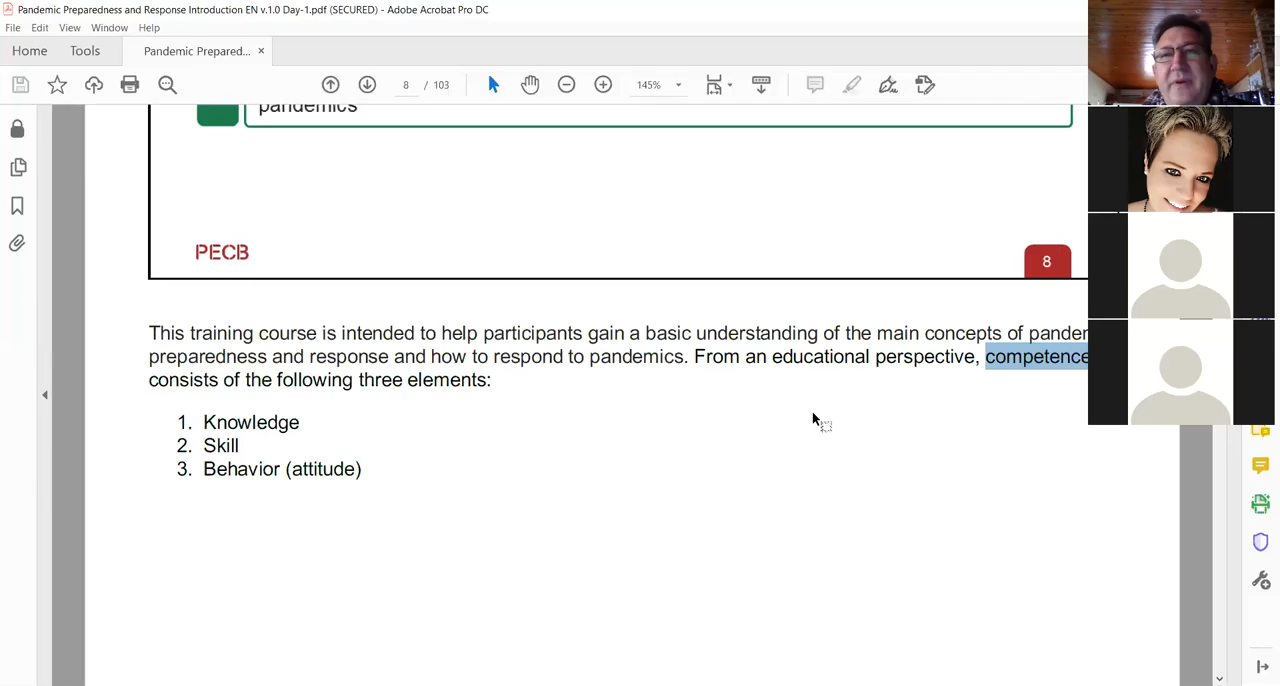 Pandemic Preparedness and Response Introduction EN v.1.0 Day-1.pdf (SECURED) - Adobe Acrobat Pro DC
File Edit View Window Help
Home Tools Pandemic Prepared... ×
8 / 103 145%
pandemics
PECB
8
This training course is intended to help participants gain a basic understanding of the main concepts of
preparedness and response and how to respond to pandemics. From an educational perspective, competence
consists of the following three elements:
1. Knowledge
2. Skill
3. Behavior (attitude)